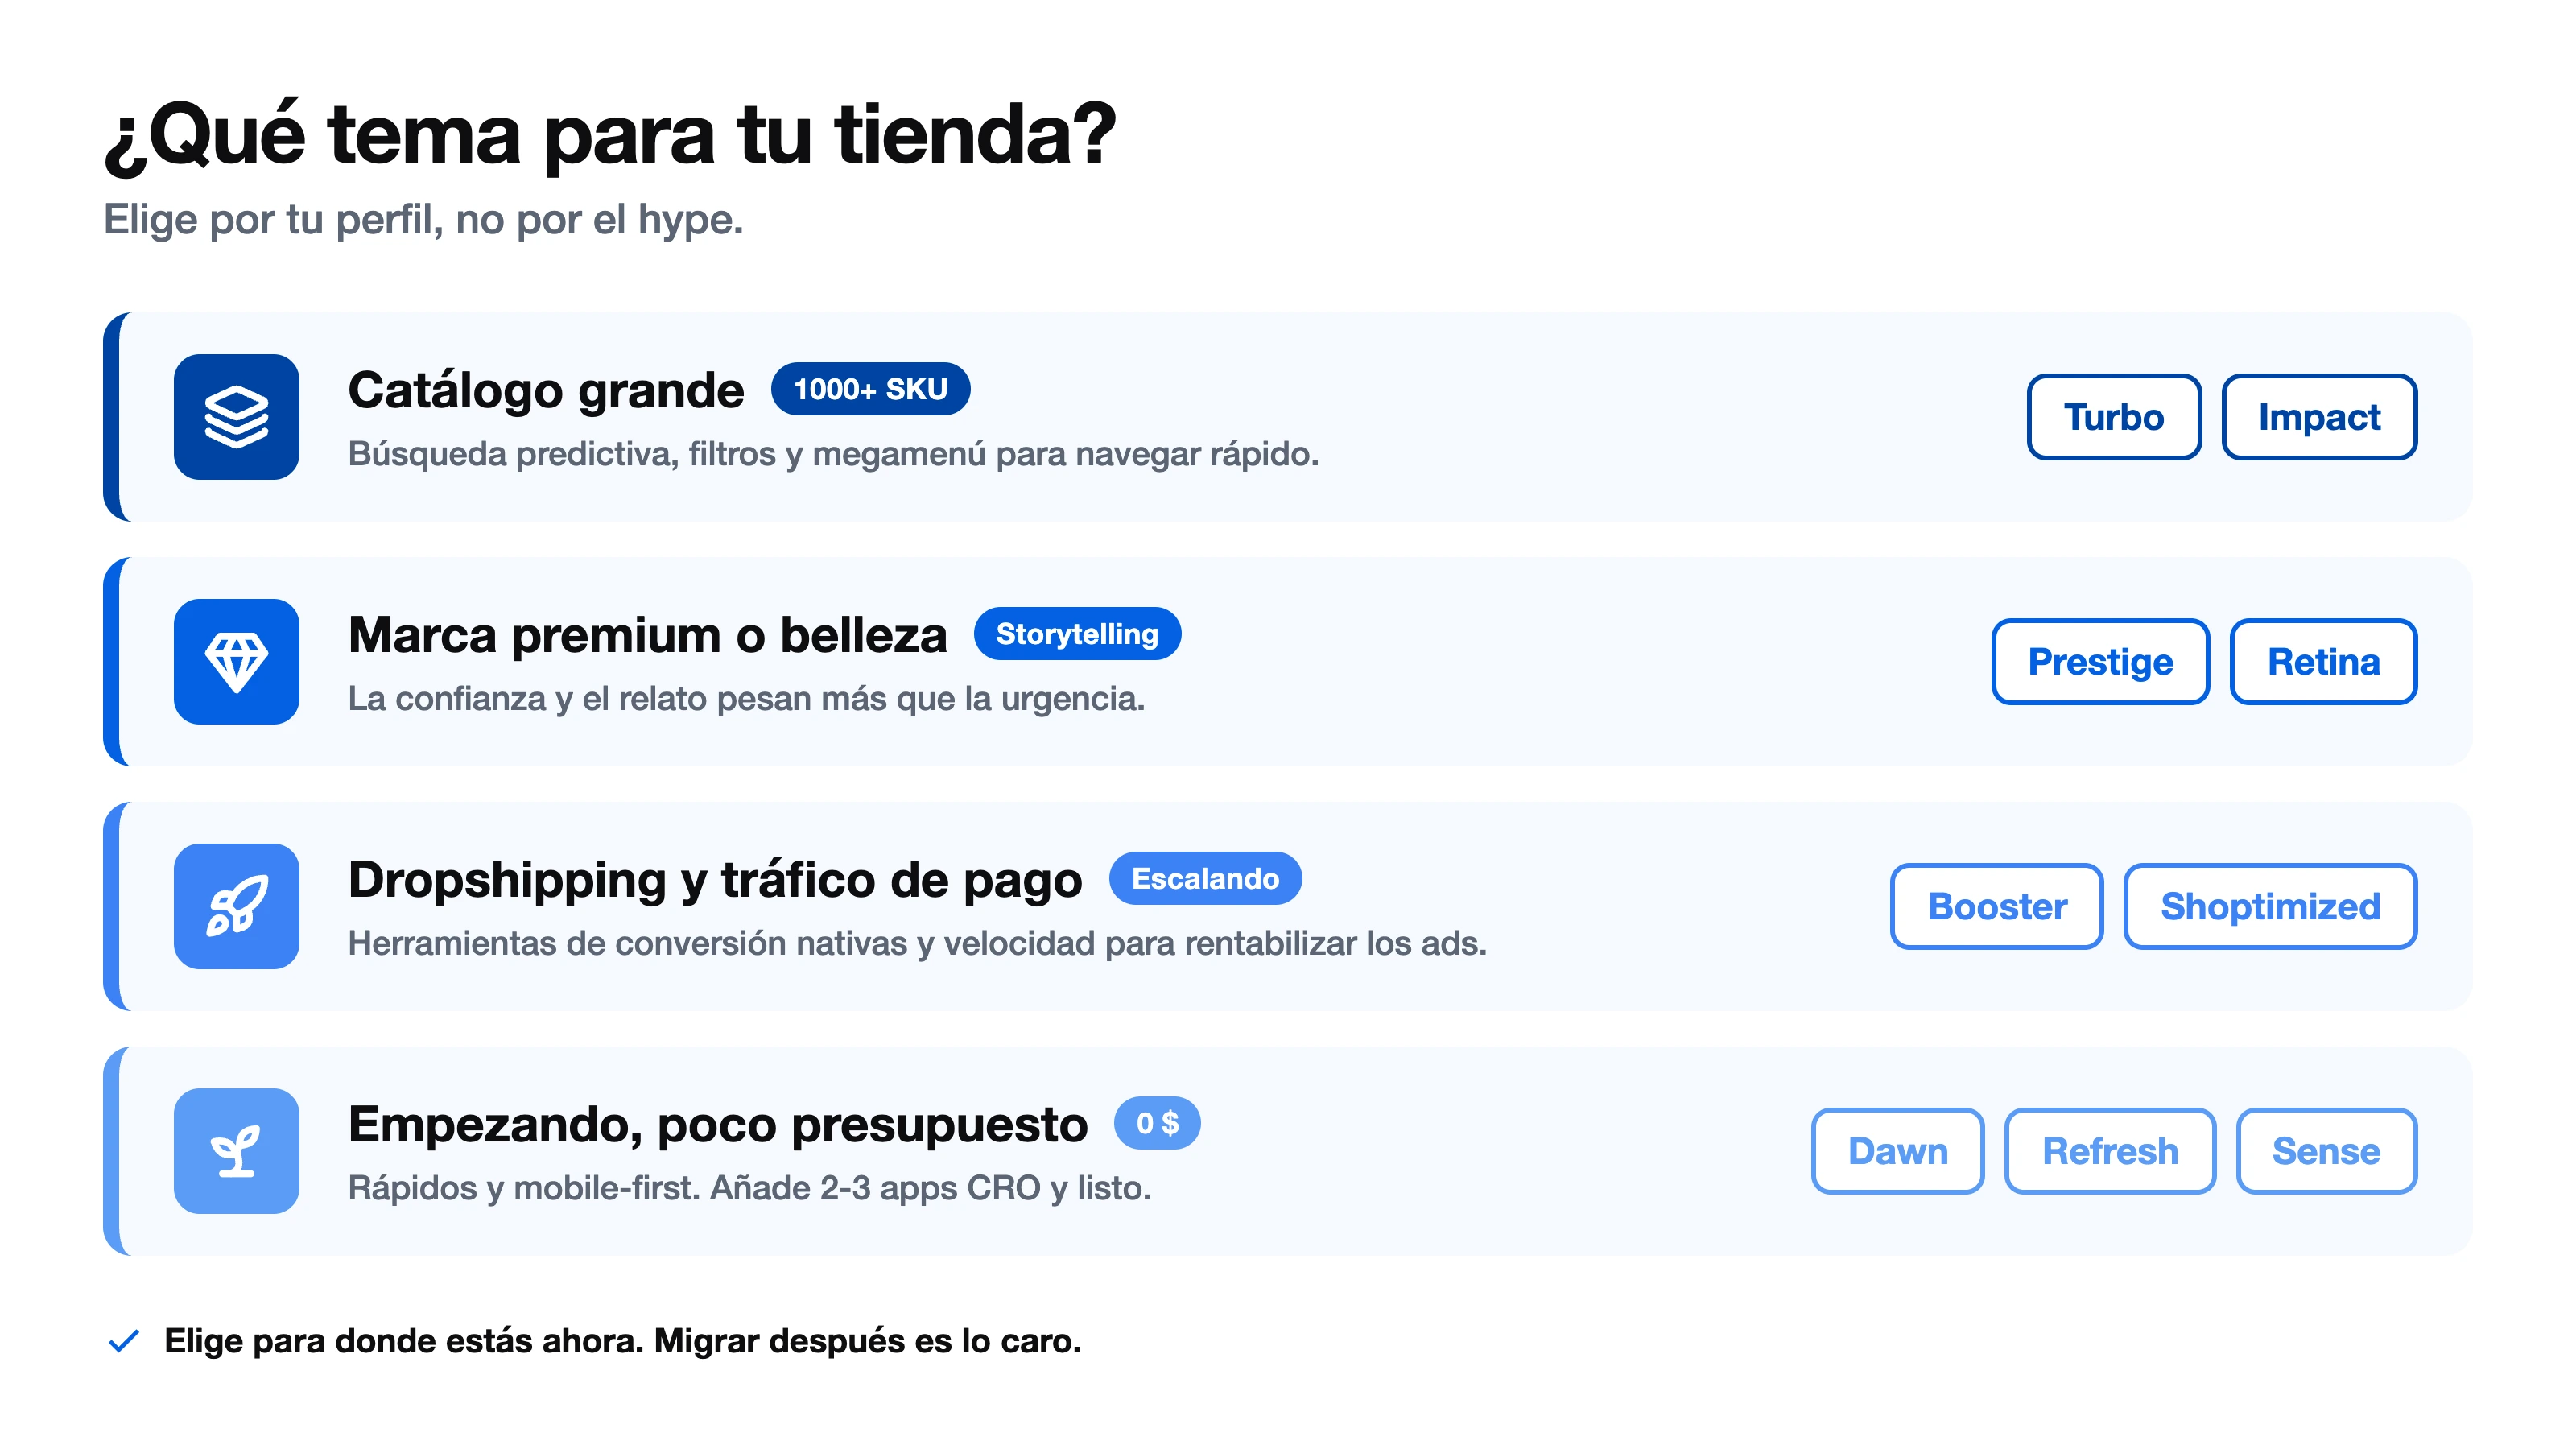 ¿Qué tema para tu tienda?
Elige por tu perfil, no por el hype.
Catálogo grande 1000+ SKU
Búsqueda predictiva, filtros y megamenú para navegar rápido.
Turbo Impact
Marca premium o belleza Storytelling
La confianza y el relato pesan más que la urgencia.
Prestige Retina
Dropshipping y tráfico de pago Escalando
Herramientas de conversión nativas y velocidad para rentabilizar los ads.
Booster Shoptimized
Empezando, poco presupuesto 0 $
Rápidos y mobile-first. Añade 2-3 apps CRO y listo.
Dawn Refresh Sense
Elige para donde estás ahora. Migrar después es lo caro.